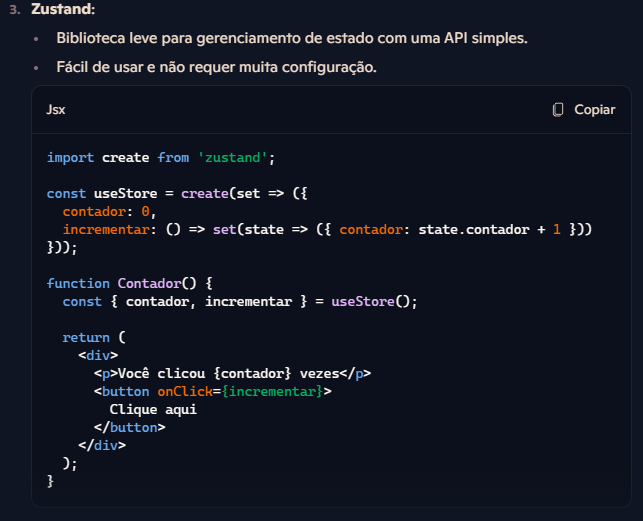 3. Zustand:
• Biblioteca leve para gerenciamento de estado com uma API simples.
• Fácil de usar e não requer muita configuração.
Jsx Copiar
import create from 'zustand';

const useStore = create(set => ({
  contador: 0,
  incrementar: () => set(state => ({ contador: state.contador + 1 }))
}));

function Contador() {
  const { contador, incrementar } = useStore();

  return (
    <div>
      <p>Você clicou {contador} vezes</p>
      <button onClick={incrementar}>
        Clique aqui
      </button>
    </div>
  );
}